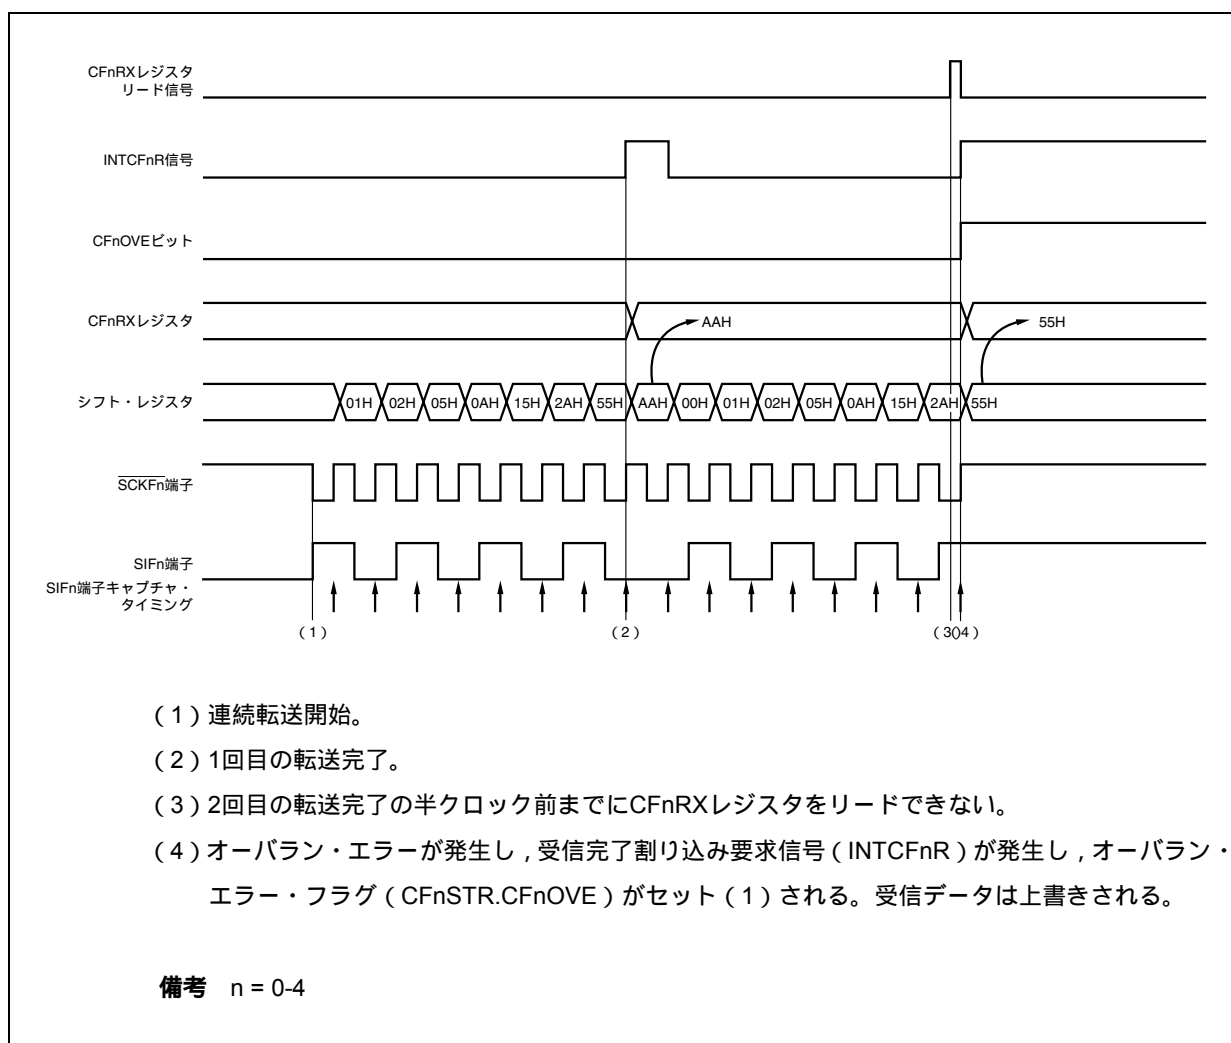 CFnRXレジスタ
リード信号
INTCFnR信号
CFnOVEビット
CFnRXレジスタ
AAH
55H
シフト・レジスタ
01H 02H 05H 0AH 15H 2AH 55H AAH 00H 01H 02H 05H 0AH 15H 2AH 55H
SCKFn端子
SIFn端子
SIFn端子キャプチャ・
タイミング
(1) (2) (3)(4)
(1)連続転送開始。
(2)1回目の転送完了。
(3)2回目の転送完了の半クロック前までにCFnRXレジスタをリードできない。
(4)オーバラン・エラーが発生し,受信完了割り込み要求信号(INTCFnR)が発生し,オーバラン・
エラー・フラグ(CFnSTR.CFnOVE)がセット(1)される。受信データは上書きされる。
備考 n = 0-4